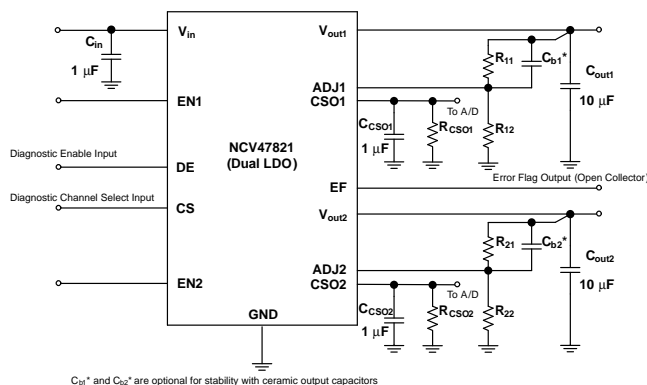 Vin
Cin
1 μF
EN1
Diagnostic Enable Input
DE
Diagnostic Channel Select Input
CS
EN2
GND
NCV47821
(Dual LDO)
Vout1
R11
Cb1*
Cout1
10 μF
ADJ1
CSO1
To A/D
CCSO1
1 μF
RCSO1
R12
EF
Error Flag Output (Open Collector)
Vout2
R21
Cb2*
Cout2
10 μF
ADJ2
CSO2
To A/D
CCSO2
1 μF
RCSO2
R22
Cb1* and Cb2* are optional for stability with ceramic output capacitors